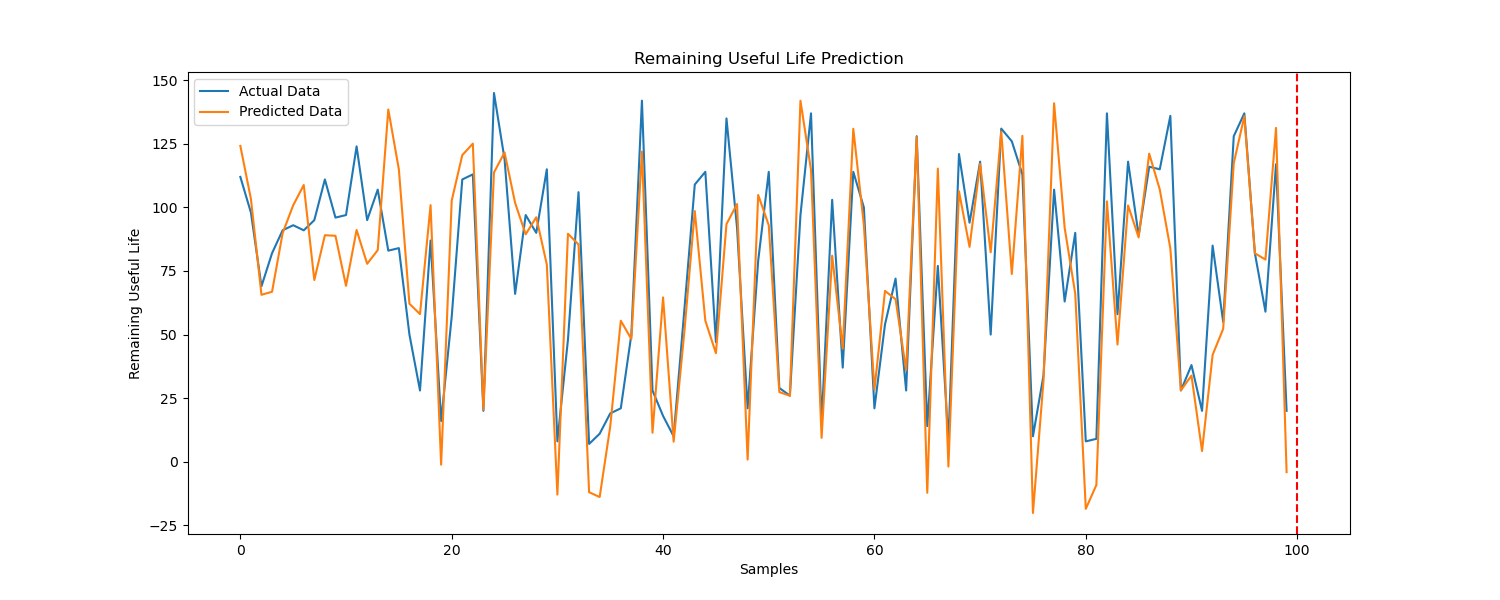 Remaining Useful Life Prediction
Actual Data
Predicted Data
Remaining Useful Life
150
125
100
75
50
25
0
−25
0 20 40 60 80 100
Samples